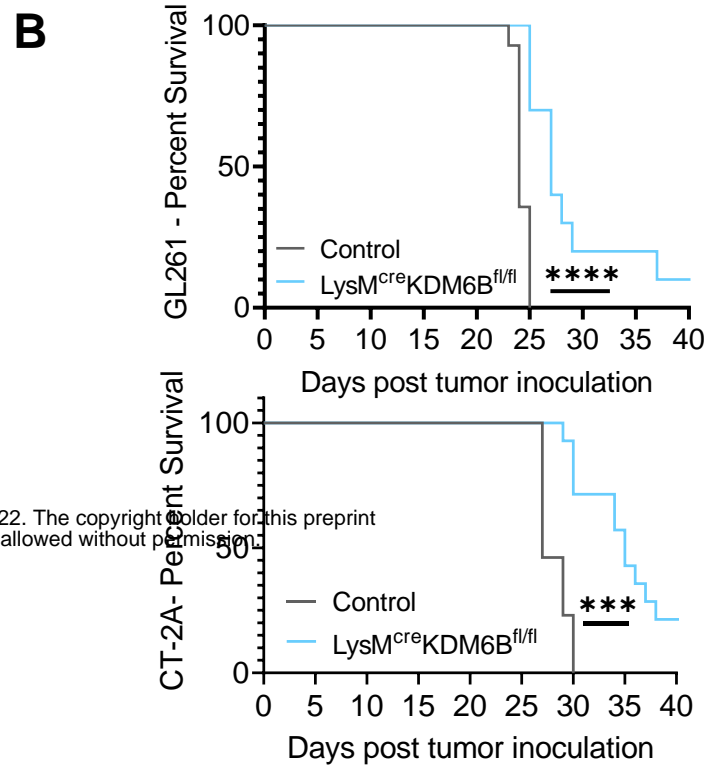 B
GL261 - Percent Survival
100
50
0
Control
LysMcreKDM6Bfl/fl
****
0 5 10 15 20 25 30 35 40
Days post tumor inoculation
CT-2A- Percent Survival
100
50
0
22. The copyright holder for this preprint
allowed without permission.
Control
LysMcreKDM6Bfl/fl
***
0 5 10 15 20 25 30 35 40
Days post tumor inoculation